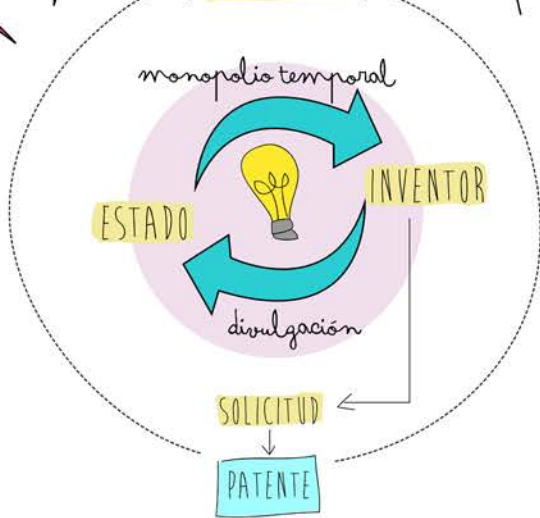 monopolio temporal
INVENTOR
ESTADO
divulgación
SOLICITUD
PATENTE